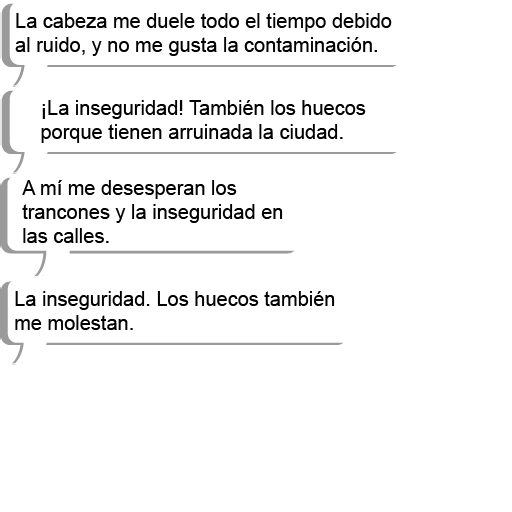 La cabeza me duele todo el tiempo debido
al ruido, y no me gusta la contaminación.
¡La inseguridad! También los huecos
porque tienen arruinada la ciudad.
A mí me desesperan los
trancones y la inseguridad en
las calles.
La inseguridad. Los huecos también
me molestan.